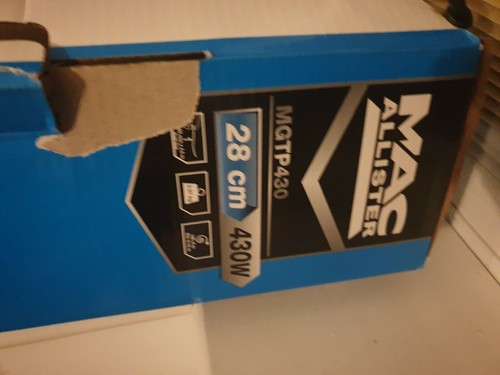 MAC
ALLISTER
MGTP430
28 cm 430W